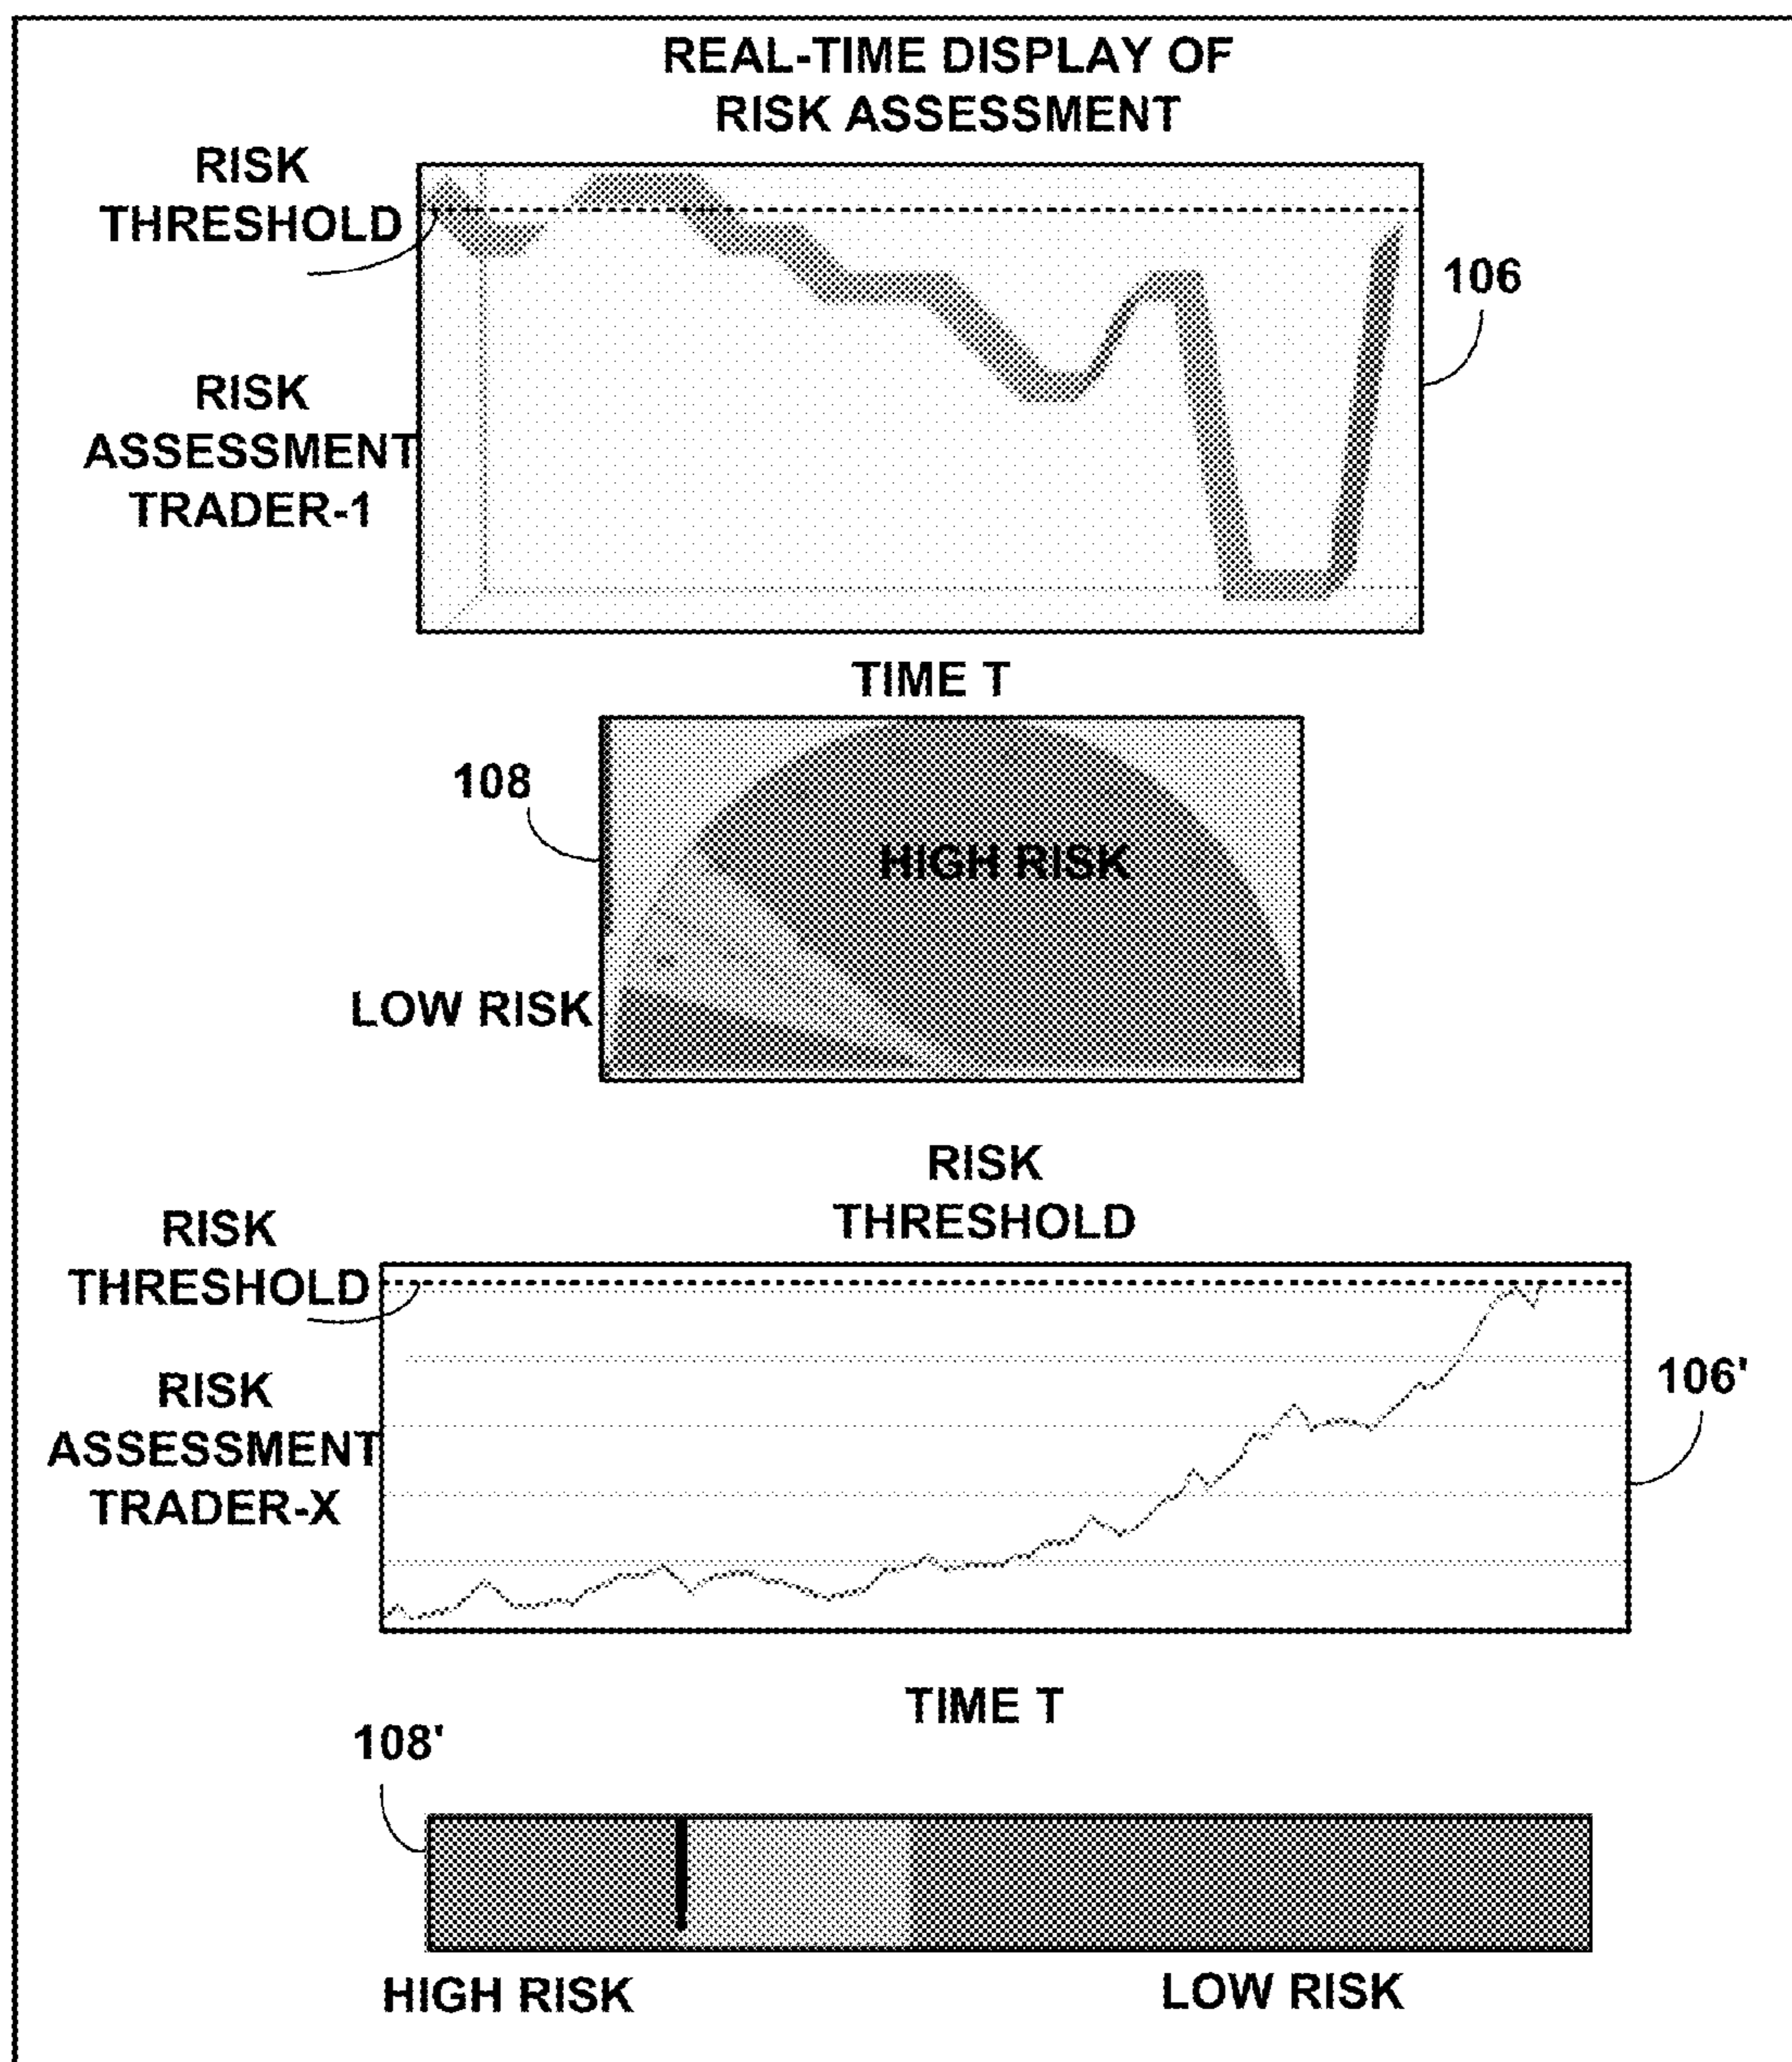 REAL-TIME DISPLAY OF
RISK ASSESSMENT
RISK
THRESHOLD
106
RISK
ASSESSMENT
TRADER-1
TIME T
108
HIGH RISK
LOW RISK
RISK
THRESHOLD
RISK
THRESHOLD
106'
RISK
ASSESSMENT
TRADER-X
TIME T
108'
HIGH RISK
LOW RISK